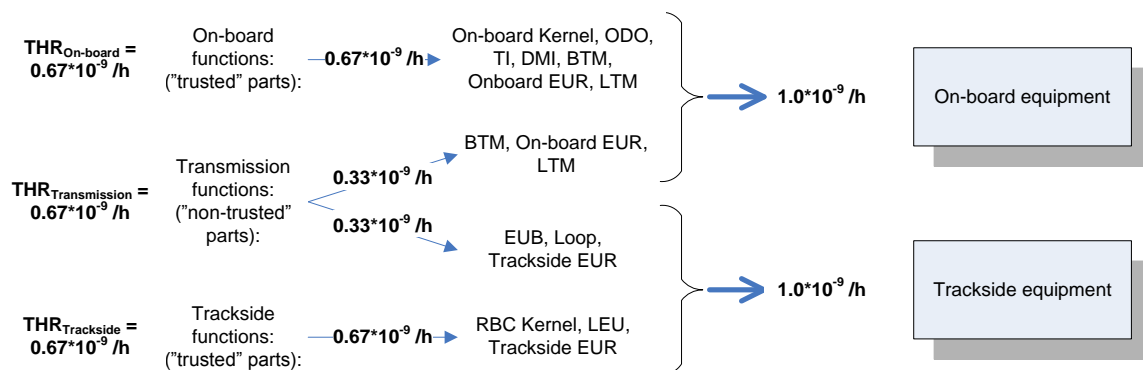 THROn-board =
0.67*10-9 /h
On-board
functions:
(”trusted” parts):
0.67*10-9 /h
On-board Kernel, ODO,
TI, DMI, BTM,
Onboard EUR, LTM
1.0*10-9 /h
On-board equipment
THRTransmission =
0.67*10-9 /h
Transmission
functions:
(”non-trusted”
parts):
0.33*10-9 /h
BTM, On-board EUR,
LTM
0.33*10-9 /h
EUB, Loop,
Trackside EUR
1.0*10-9 /h
Trackside equipment
THRTrackside =
0.67*10-9 /h
Trackside
functions:
(”trusted” parts):
0.67*10-9 /h
RBC Kernel, LEU,
Trackside EUR